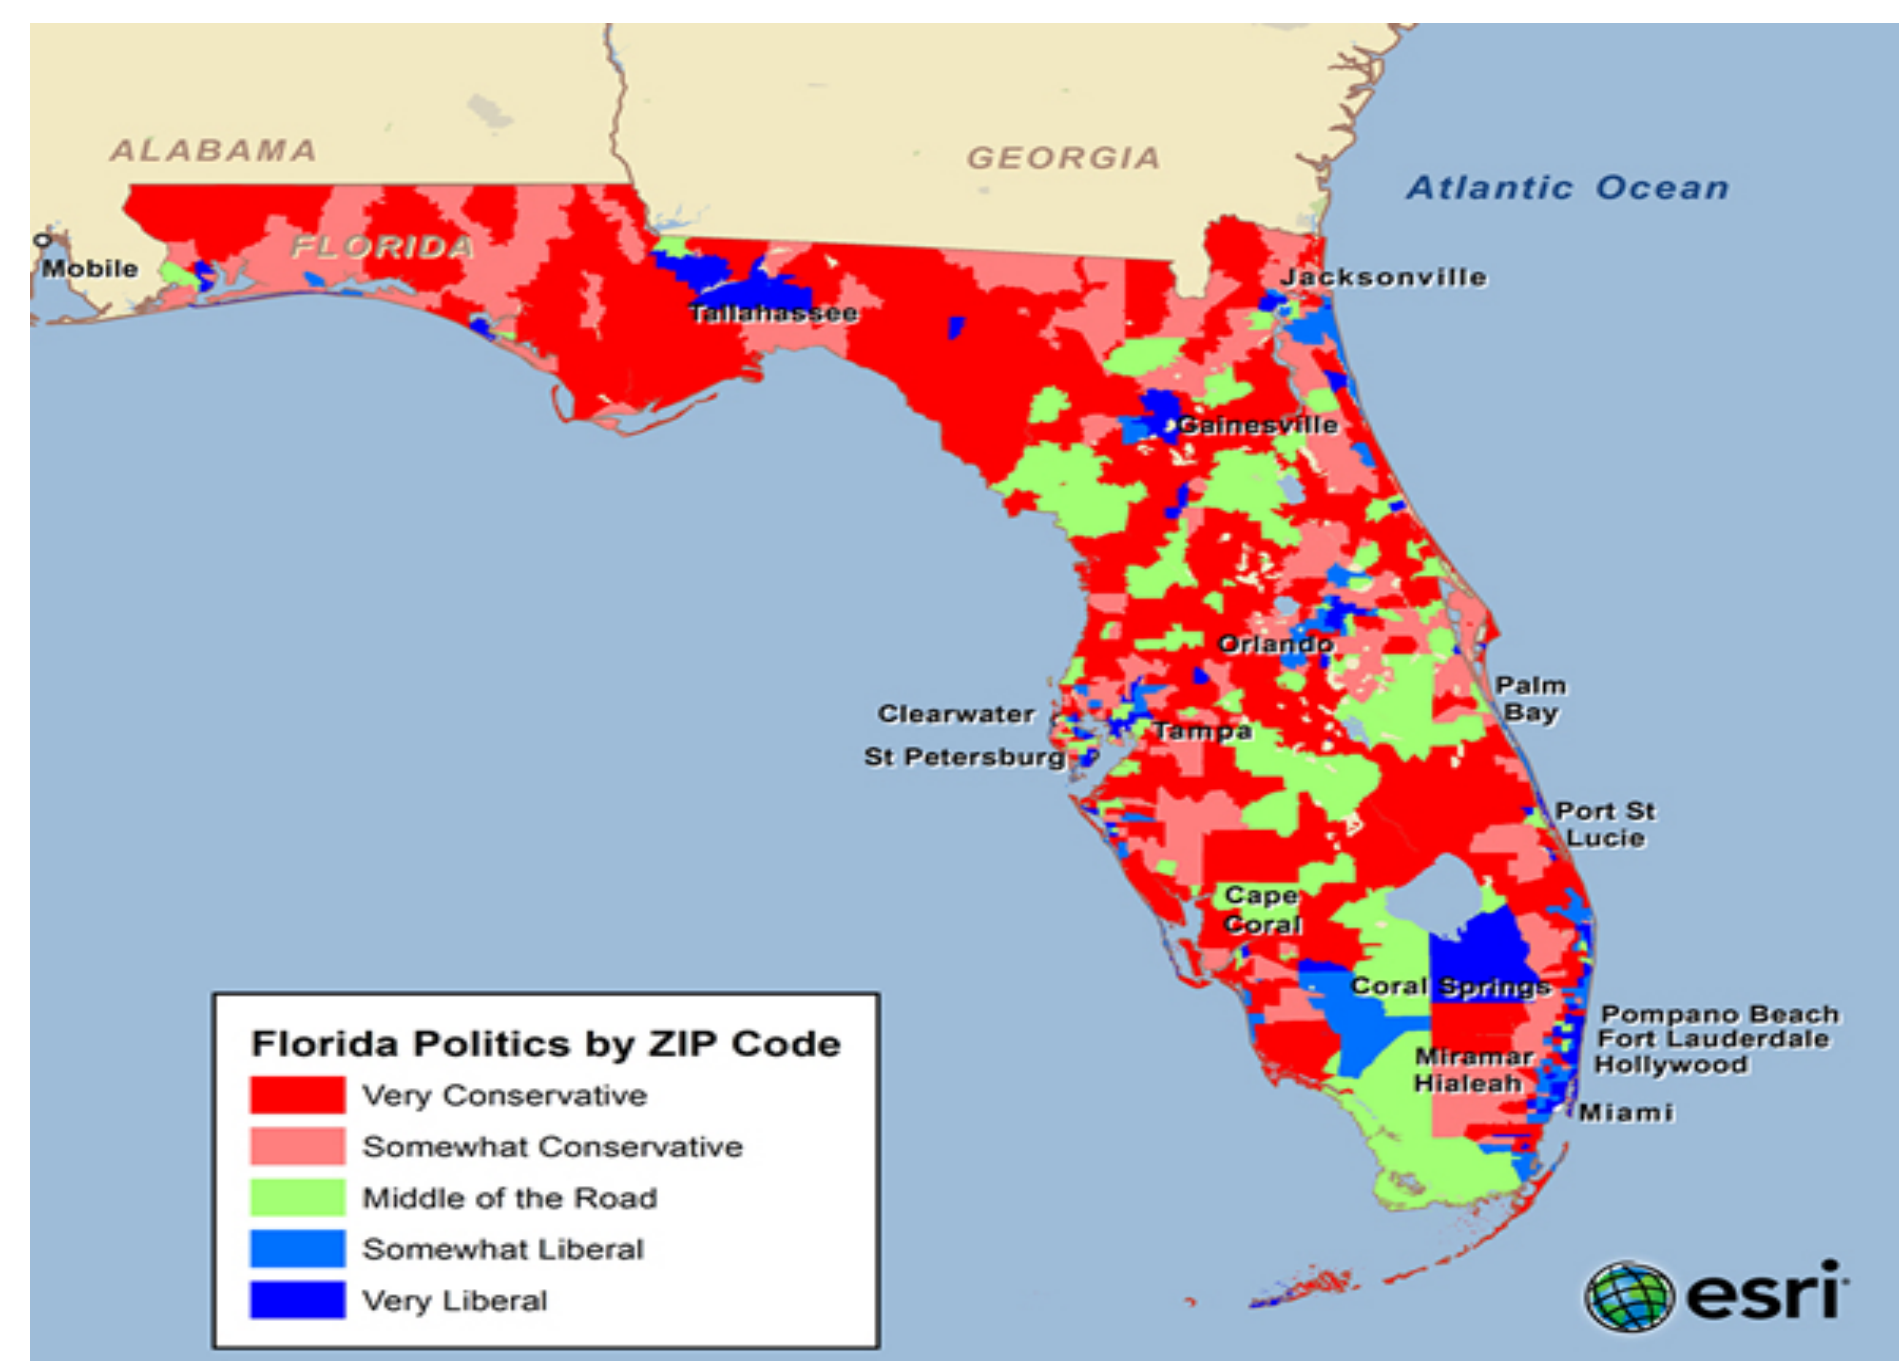 ALABAMA
GEORGIA
Atlantic Ocean
FLORIDA
Mobile
Jacksonville
Tallahassee
Gainesville
Orlando
Palm
Bay
Clearwater
Tampa
St Petersburg
Port St
Lucie
Cape
Coral
Coral Springs
Pompano Beach
Fort Lauderdale
Hollywood
Miramar
Hialeah
Miami
Florida Politics by ZIP Code
Very Conservative
Somewhat Conservative
Middle of the Road
Somewhat Liberal
Very Liberal
esri